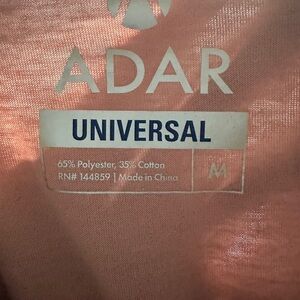 ADAR
UNIVERSAL
65% Polyester, 35% Cotton
RN# 144859 | Made in China
M